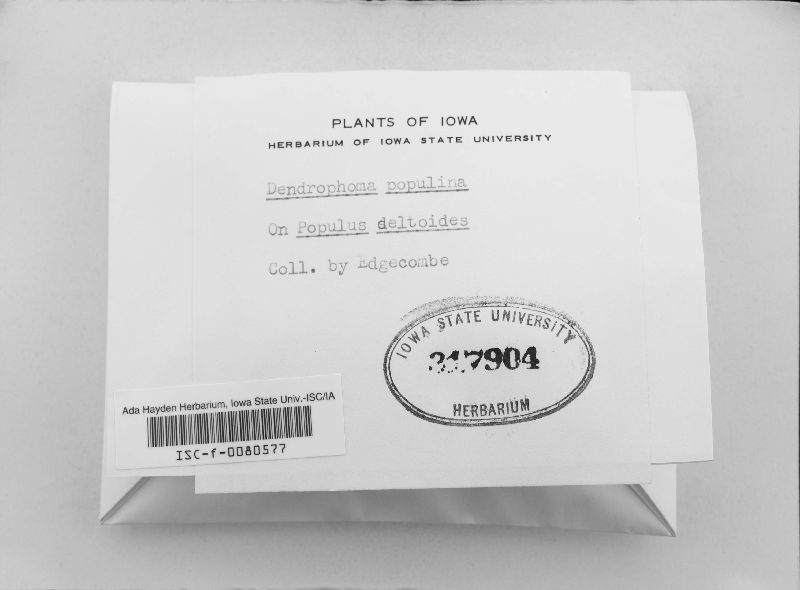 PLANTS OF IOWA
HERBARIUM OF IOWA STATE UNIVERSITY
Dendrophoma populina
On Populus deltoides
Coll. by Edgecombe
IOWA STATE UNIVERSITY
317904
HERBARIUM
Ada Hayden Herbarium, Iowa State Univ.-ISC/IA
ISC-f-0080577